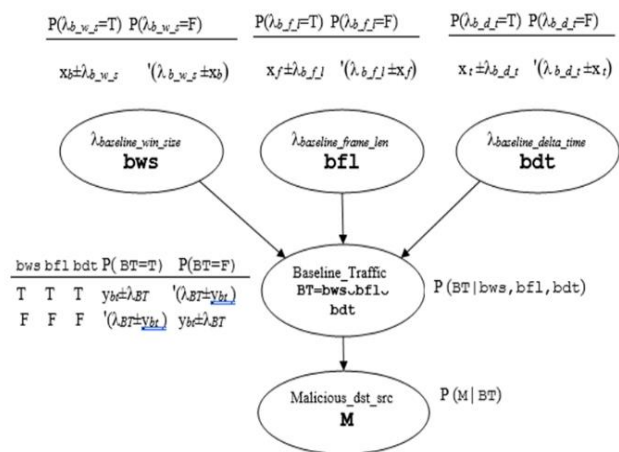 P(λb_w_s=T) P(λb_w_s=F)
P(λb_f_l=T) P(λb_f_l=F)
P(λb_d_t=T) P(λb_d_t=F)
xb±λb_w_s '(λb_w_s ±xb)
xf±λb_f_l '(λb_f_l±xf)
xt±λb_d_t '(λb_d_t ±xt)
λbaseline_win_size
bws
λbaseline_frame_len
bfl
λbaseline_delta_time
bdt
bws bfl bdt P( BT=T) P(BT=F)
T T T ybt±λBT '(λBT±ybt)
F F F '(λBT±ybt) ybt±λBT
Baseline_Traffic
BT=bws∪bfl∪
bdt
P(BT|bws,bfl,bdt)
Malicious_dst_src
M
P(M|BT)